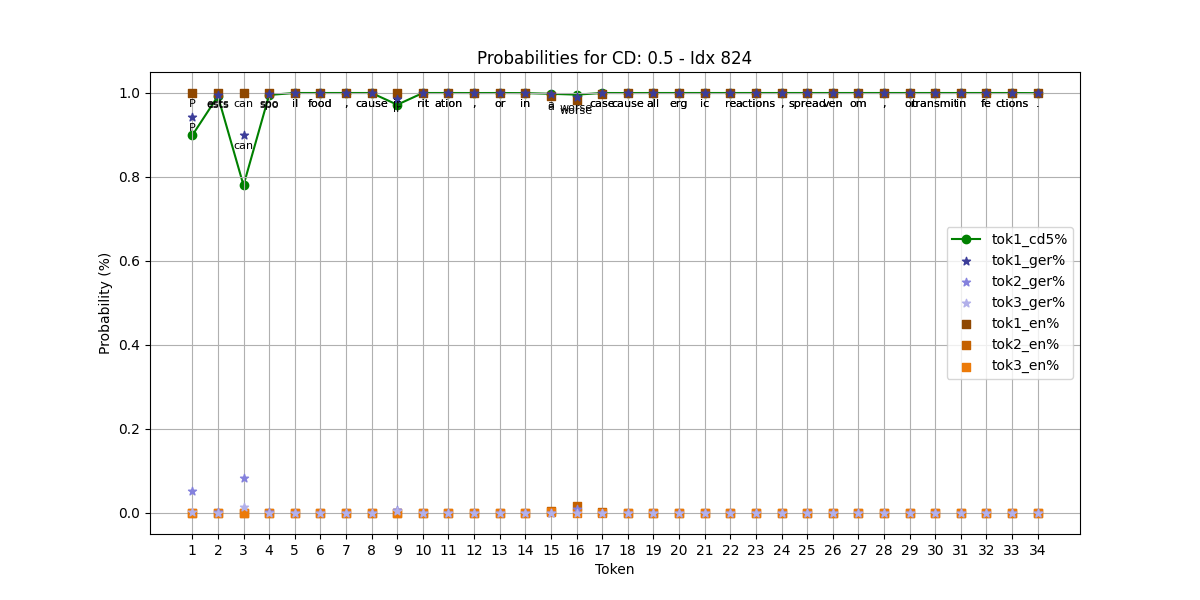 Probabilities for CD: 0.5 - Idx 824
Probability (%)
1.0
0.8
0.6
0.4
0.2
0.0
P ests can spo il food , cause rit ation , or in a worse case cause all erg ic reactions , spread ven om , or transmit in fe ctions .
P can a worse
tok1_cd5%
tok1_ger%
tok2_ger%
tok3_ger%
tok1_en%
tok2_en%
tok3_en%
1 2 3 4 5 6 7 8 9 10 11 12 13 14 15 16 17 18 19 20 21 22 23 24 25 26 27 28 29 30 31 32 33 34
Token